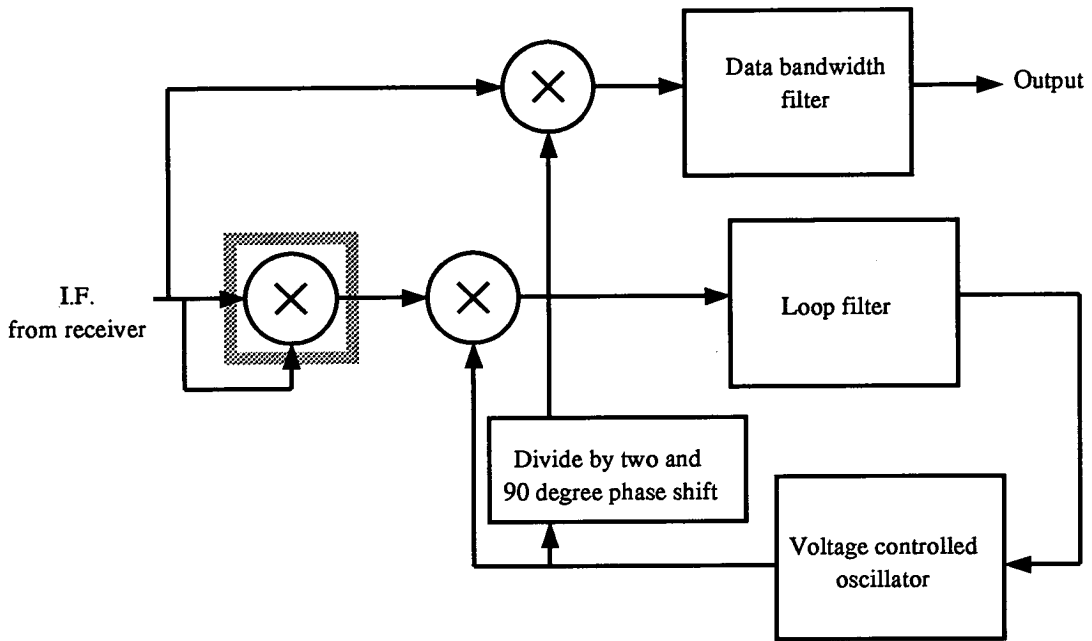 Data bandwidth
filter
Output
I.F.
from receiver
Loop filter
Divide by two and
90 degree phase shift
Voltage controlled
oscillator